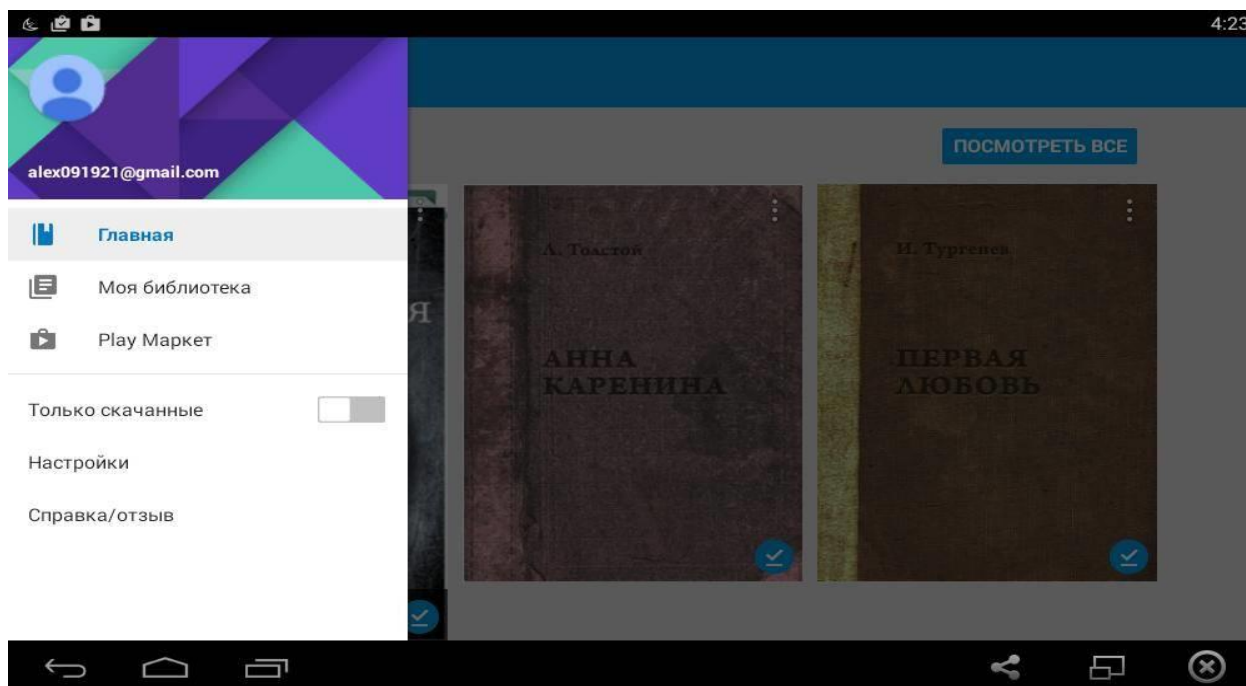 4:23
alex091921@gmail.com
Главная
Моя библиотека
Play Маркет
Только скачанные
Настройки
Справка/отзыв
ПОСМОТРЕТЬ ВСЕ
Я
Л. Толстой
АННА
КАРЕНИНА
И. Тургенев
ПЕРВАЯ
ЛЮБОВЬ